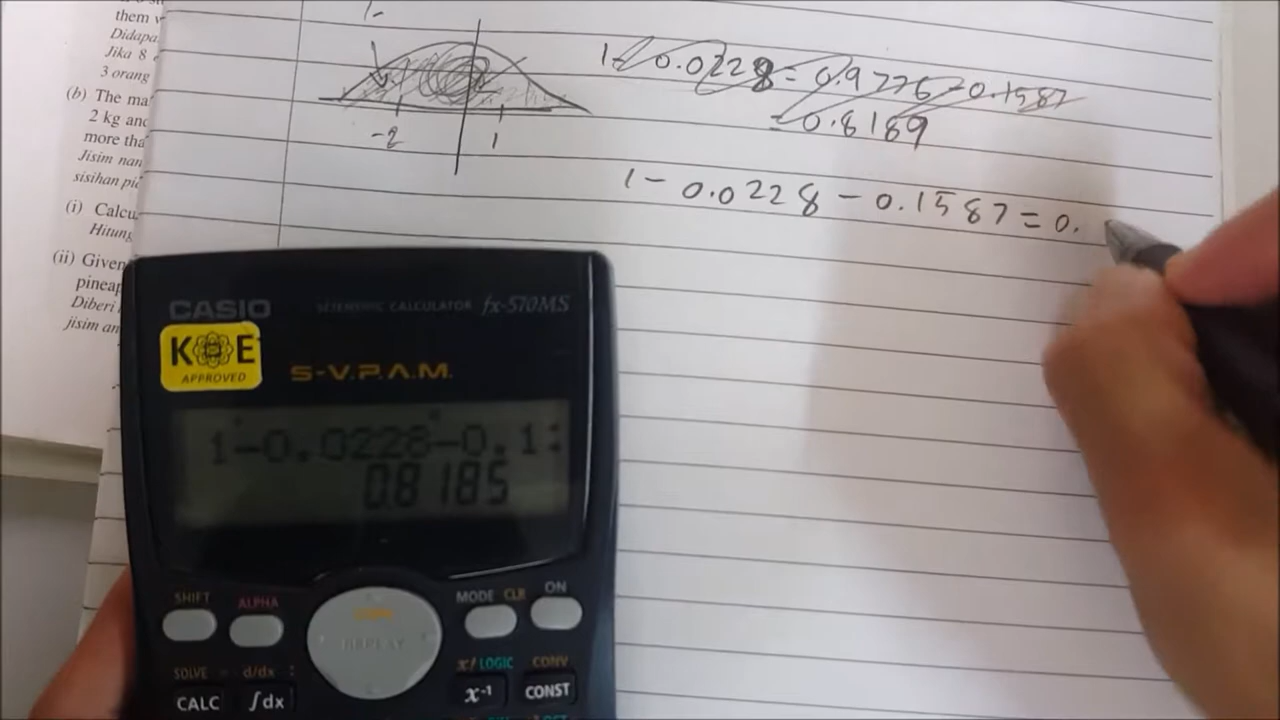 them
Didapa
Jika 8
3 orang
(b) The ma
2 kg and
more tha
Jisim nan
sisihan pi
(i) Calcu
Hitung
(ii) Given
pineap
Diberi
jisim an
-2 1
1 - 0.0228 = 0.9776 - 0.1587
= 0.8189
1 - 0.0228 - 0.1587 = 0.
CASIO SCIENTIFIC CALCULATOR fx-570MS
K E
APPROVED
S-V.P.A.M.
1-0.0228-0.1
0.8185
SHIFT ALPHA MODE CLR ON
REPLAY
SOLVE = d/dx : x! LOGIC CONV
CALC ∫dx x-1 CONST